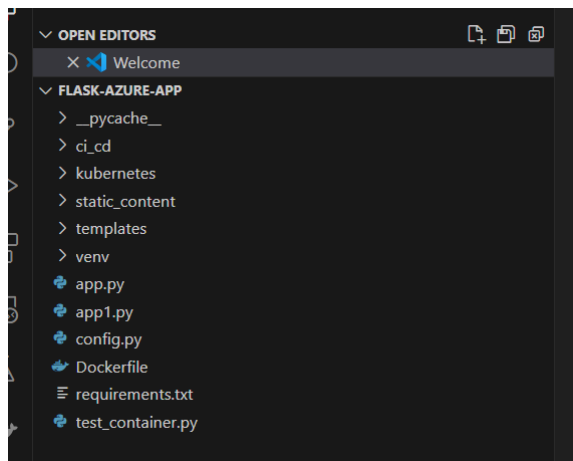 OPEN EDITORS
Welcome
FLASK-AZURE-APP
__pycache__
ci_cd
kubernetes
static_content
templates
venv
app.py
app1.py
config.py
Dockerfile
requirements.txt
test_container.py